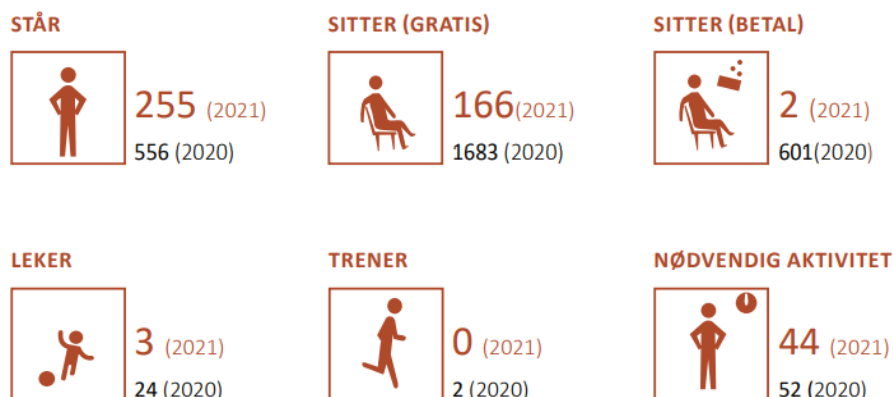 STÅR
255 (2021)
556 (2020)
SITTER (GRATIS)
166(2021)
1683 (2020)
SITTER (BETAL)
2 (2021)
601(2020)
LEKER
3 (2021)
24 (2020)
TRENER
0 (2021)
2 (2020)
NØDVENDIG AKTIVITET
44 (2021)
52 (2020)